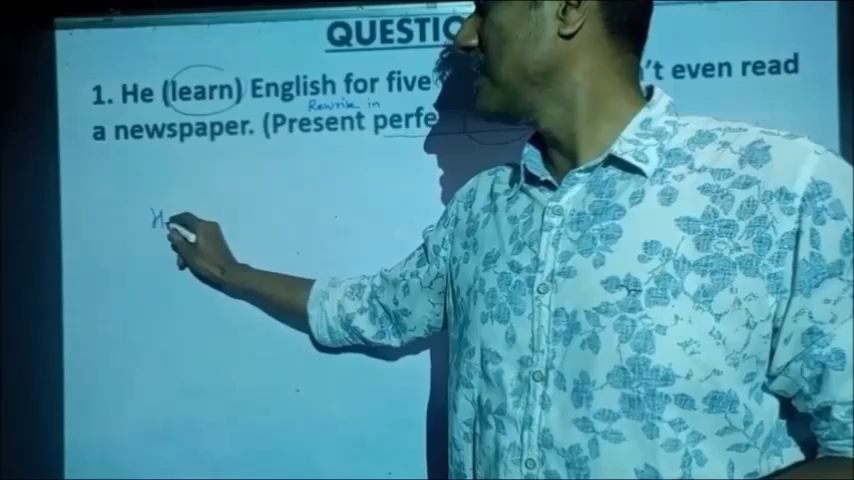 QUESTIO
1. He (learn) English for five 't even read
Rewrite in
a newspaper. (Present perfe
H